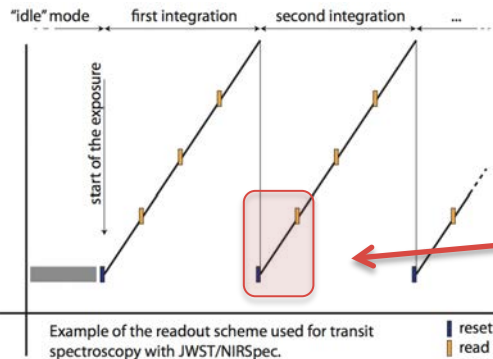 "idle" mode first integration second integration ...
start of the exposure
Example of the readout scheme used for transit
spectroscopy with JWST/NIRSpec.
reset
read